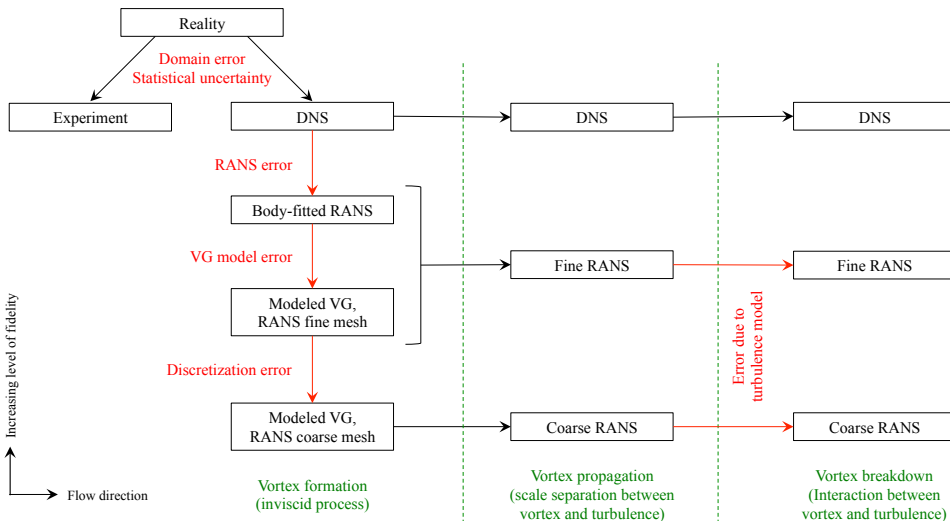 Reality
Domain error
Statistical uncertainty
Experiment
DNS
DNS
DNS
RANS error
Body-fitted RANS
VG model error
Fine RANS
Fine RANS
Modeled VG,
RANS fine mesh
Error due to
turbulence model
Discretization error
Modeled VG,
RANS coarse mesh
Coarse RANS
Coarse RANS
Increasing level of fidelity
Flow direction
Vortex formation
(inviscid process)
Vortex propagation
(scale separation between
vortex and turbulence)
Vortex breakdown
(Interaction between
vortex and turbulence)